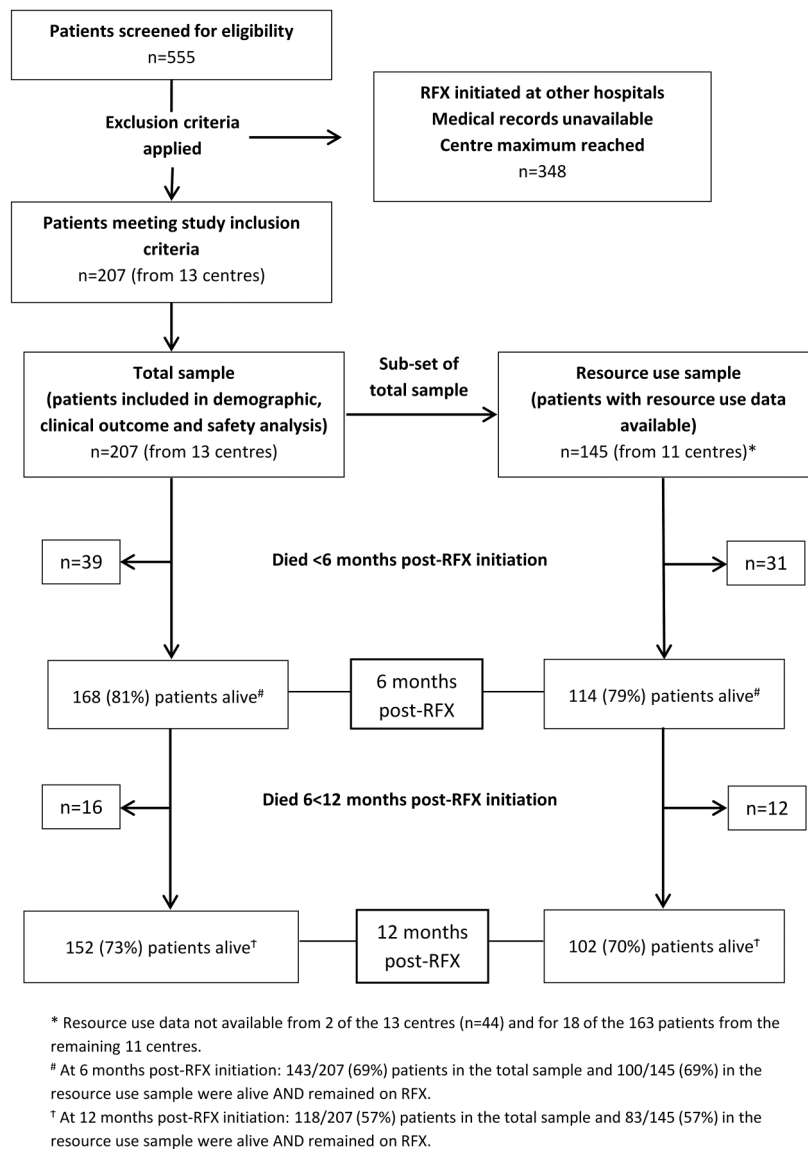 Patients screened for eligibility
n=555
Exclusion criteria
applied
RFX initiated at other hospitals
Medical records unavailable
Centre maximum reached
n=348
Patients meeting study inclusion
criteria
n=207 (from 13 centres)
Total sample
(patients included in demographic,
clinical outcome and safety analysis)
n=207 (from 13 centres)
Sub-set of
total sample
Resource use sample
(patients with resource use data
available)
n=145 (from 11 centres)*
n=39
Died <6 months post-RFX initiation
n=31
168 (81%) patients alive#
6 months
post-RFX
114 (79%) patients alive#
n=16
Died 6<12 months post-RFX initiation
n=12
152 (73%) patients alive†
12 months
post-RFX
102 (70%) patients alive†
* Resource use data not available from 2 of the 13 centres (n=44) and for 18 of the 163 patients from the
remaining 11 centres.
# At 6 months post-RFX initiation: 143/207 (69%) patients in the total sample and 100/145 (69%) in the
resource use sample were alive AND remained on RFX.
† At 12 months post-RFX initiation: 118/207 (57%) patients in the total sample and 83/145 (57%) in the
resource use sample were alive AND remained on RFX.